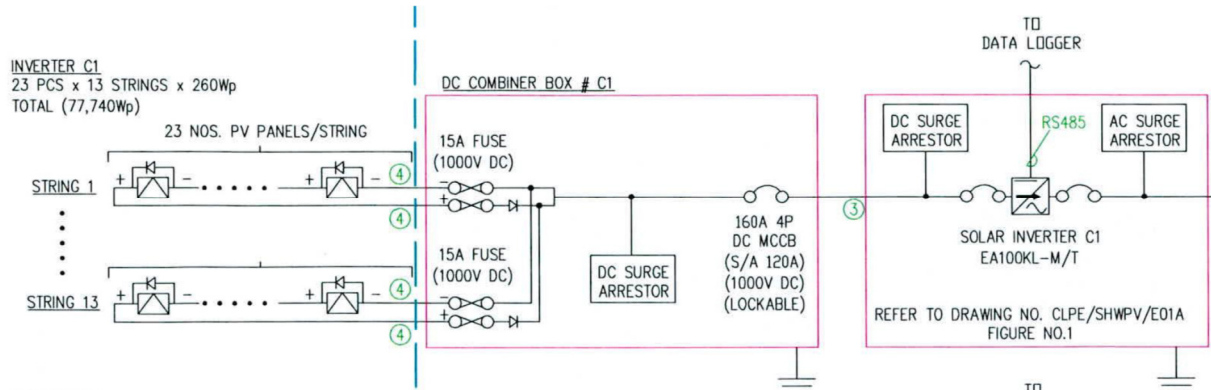 INVERTER C1
23 PCS x 13 STRINGS x 260Wp
TOTAL (77,740Wp)
23 NOS. PV PANELS/STRING
STRING 1
+ - + -
4
4
STRING 13
+ - + -
4
4
DC COMBINER BOX # C1
15A FUSE
(1000V DC)
-
+
15A FUSE
(1000V DC)
-
+
DC SURGE
ARRESTOR
160A 4P
DC MCCB
(S/A 120A)
(1000V DC)
(LOCKABLE)
3
TO
DATA LOGGER
DC SURGE
ARRESTOR
RS485
AC SURGE
ARRESTOR
SOLAR INVERTER C1
EA100KL-M/T
REFER TO DRAWING NO. CLPE/SHWPV/E01A
FIGURE NO.1
TO